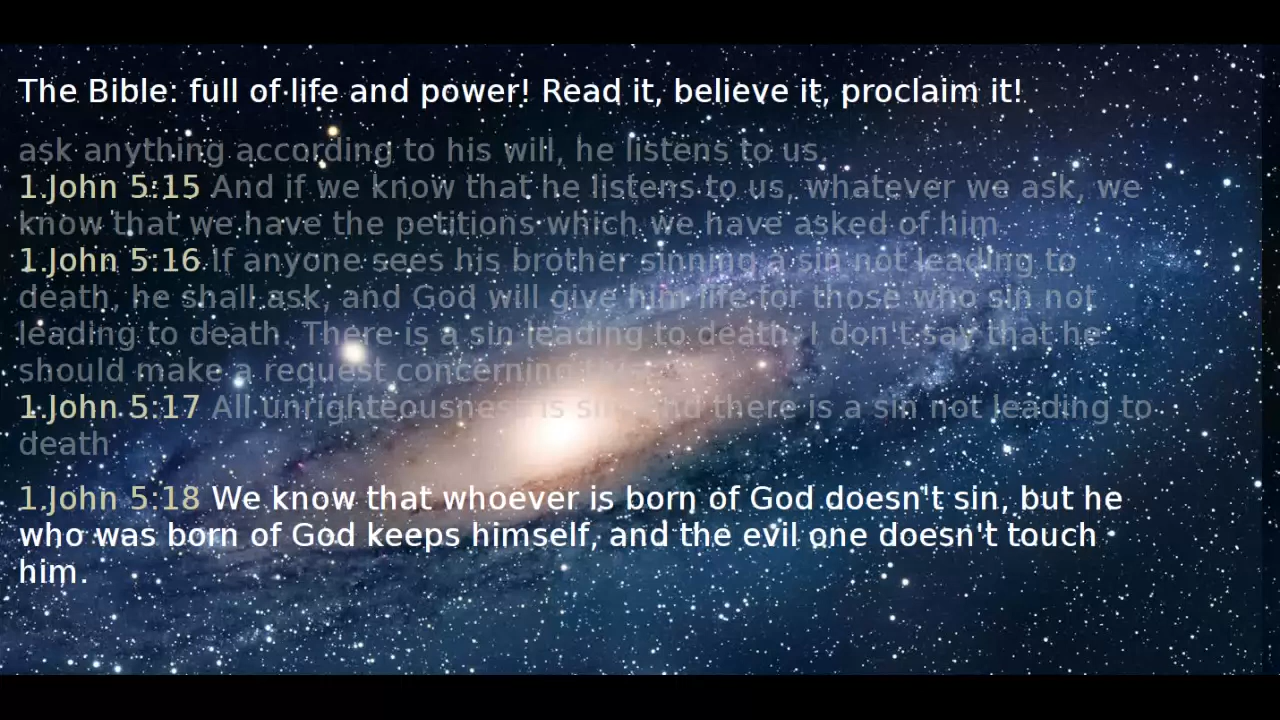 The Bible: full of life and power! Read it, believe it, proclaim it!
ask anything according to his will, he listens to us.
1.John 5:15 And if we know that he listens to us, whatever we ask, we
know that we have the petitions which we have asked of him.
1.John 5:16 If anyone sees his brother sinning a sin not leading to
death, he shall ask, and God will give him life for those who sin not
leading to death. There is a sin leading to death. I don't say that he
should make a request concerning this.
1.John 5:17 All unrighteousness is sin, and there is a sin not leading to
death.
1.John 5:18 We know that whoever is born of God doesn't sin, but he
who was born of God keeps himself, and the evil one doesn't touch
him.